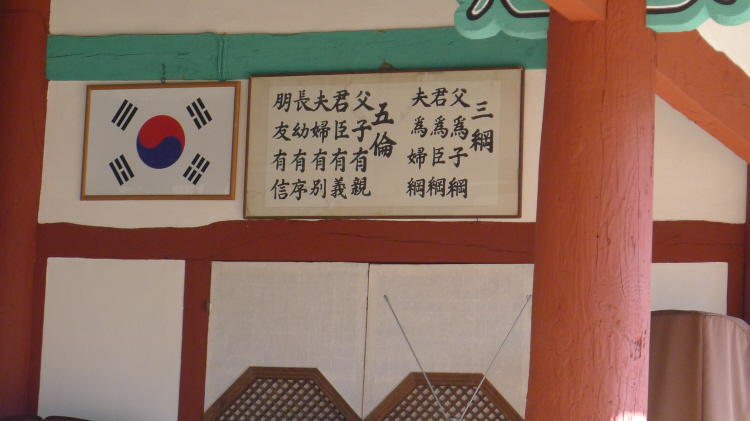 三綱
父爲子綱
君爲臣綱
夫爲婦綱
五倫
父子有親
君臣有義
夫婦有別
長幼有序
朋友有信